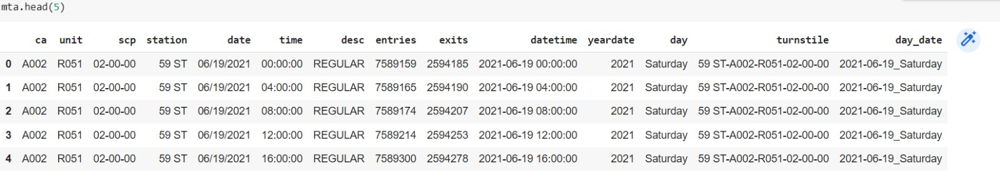 mta.head(5)
ca unit scp station date time desc entries exits datetime yeardate day turnstile day_date
0 A002 R051 02-00-00 59 ST 06/19/2021 00:00:00 REGULAR 7589159 2594185 2021-06-19 00:00:00 2021 Saturday 59 ST-A002-R051-02-00-00 2021-06-19_Saturday
1 A002 R051 02-00-00 59 ST 06/19/2021 04:00:00 REGULAR 7589165 2594190 2021-06-19 04:00:00 2021 Saturday 59 ST-A002-R051-02-00-00 2021-06-19_Saturday
2 A002 R051 02-00-00 59 ST 06/19/2021 08:00:00 REGULAR 7589174 2594207 2021-06-19 08:00:00 2021 Saturday 59 ST-A002-R051-02-00-00 2021-06-19_Saturday
3 A002 R051 02-00-00 59 ST 06/19/2021 12:00:00 REGULAR 7589214 2594253 2021-06-19 12:00:00 2021 Saturday 59 ST-A002-R051-02-00-00 2021-06-19_Saturday
4 A002 R051 02-00-00 59 ST 06/19/2021 16:00:00 REGULAR 7589300 2594278 2021-06-19 16:00:00 2021 Saturday 59 ST-A002-R051-02-00-00 2021-06-19_Saturday